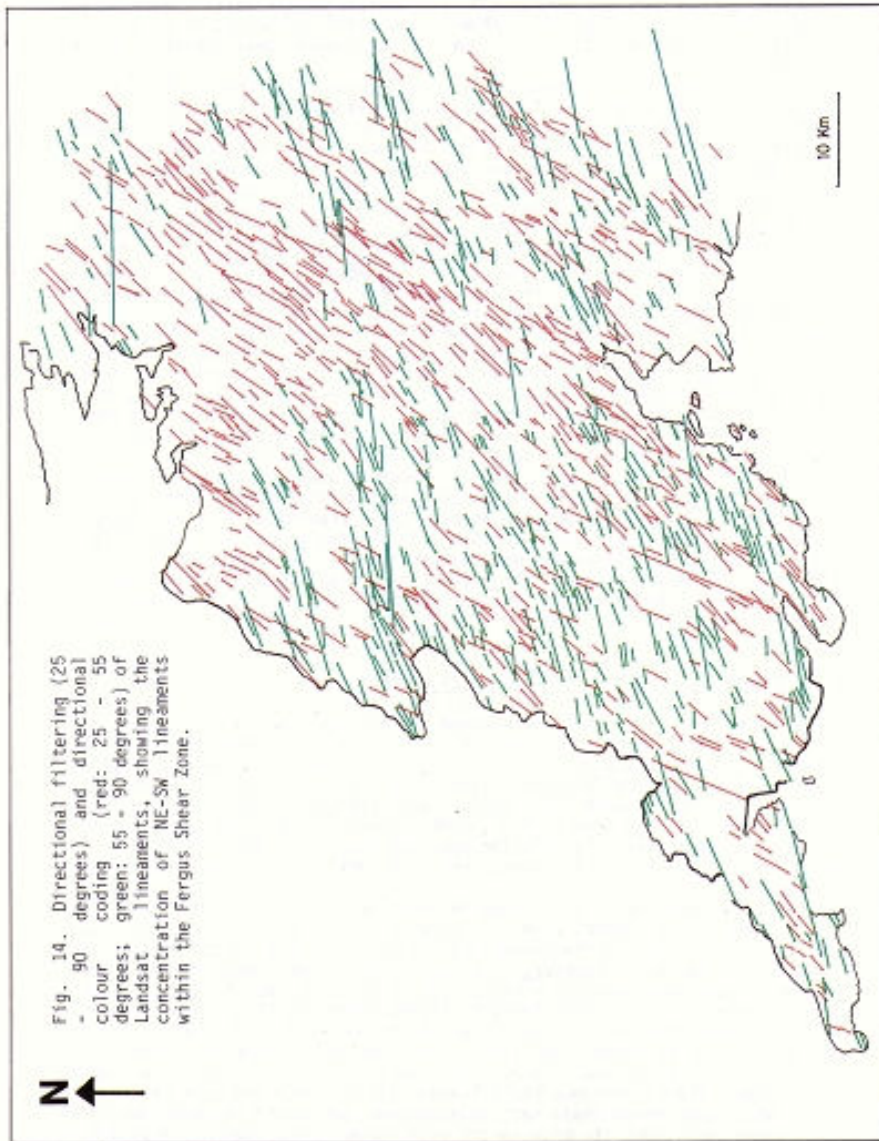 Fig. 14. Directional filtering (25
- 90 degrees) and directional
colour coding (red: 25 - 55
degrees; green: 55 - 90 degrees) of
Landsat lineaments, showing the
concentration of NE-SW lineaments
within the Fergus Shear Zone.
N
10 Km